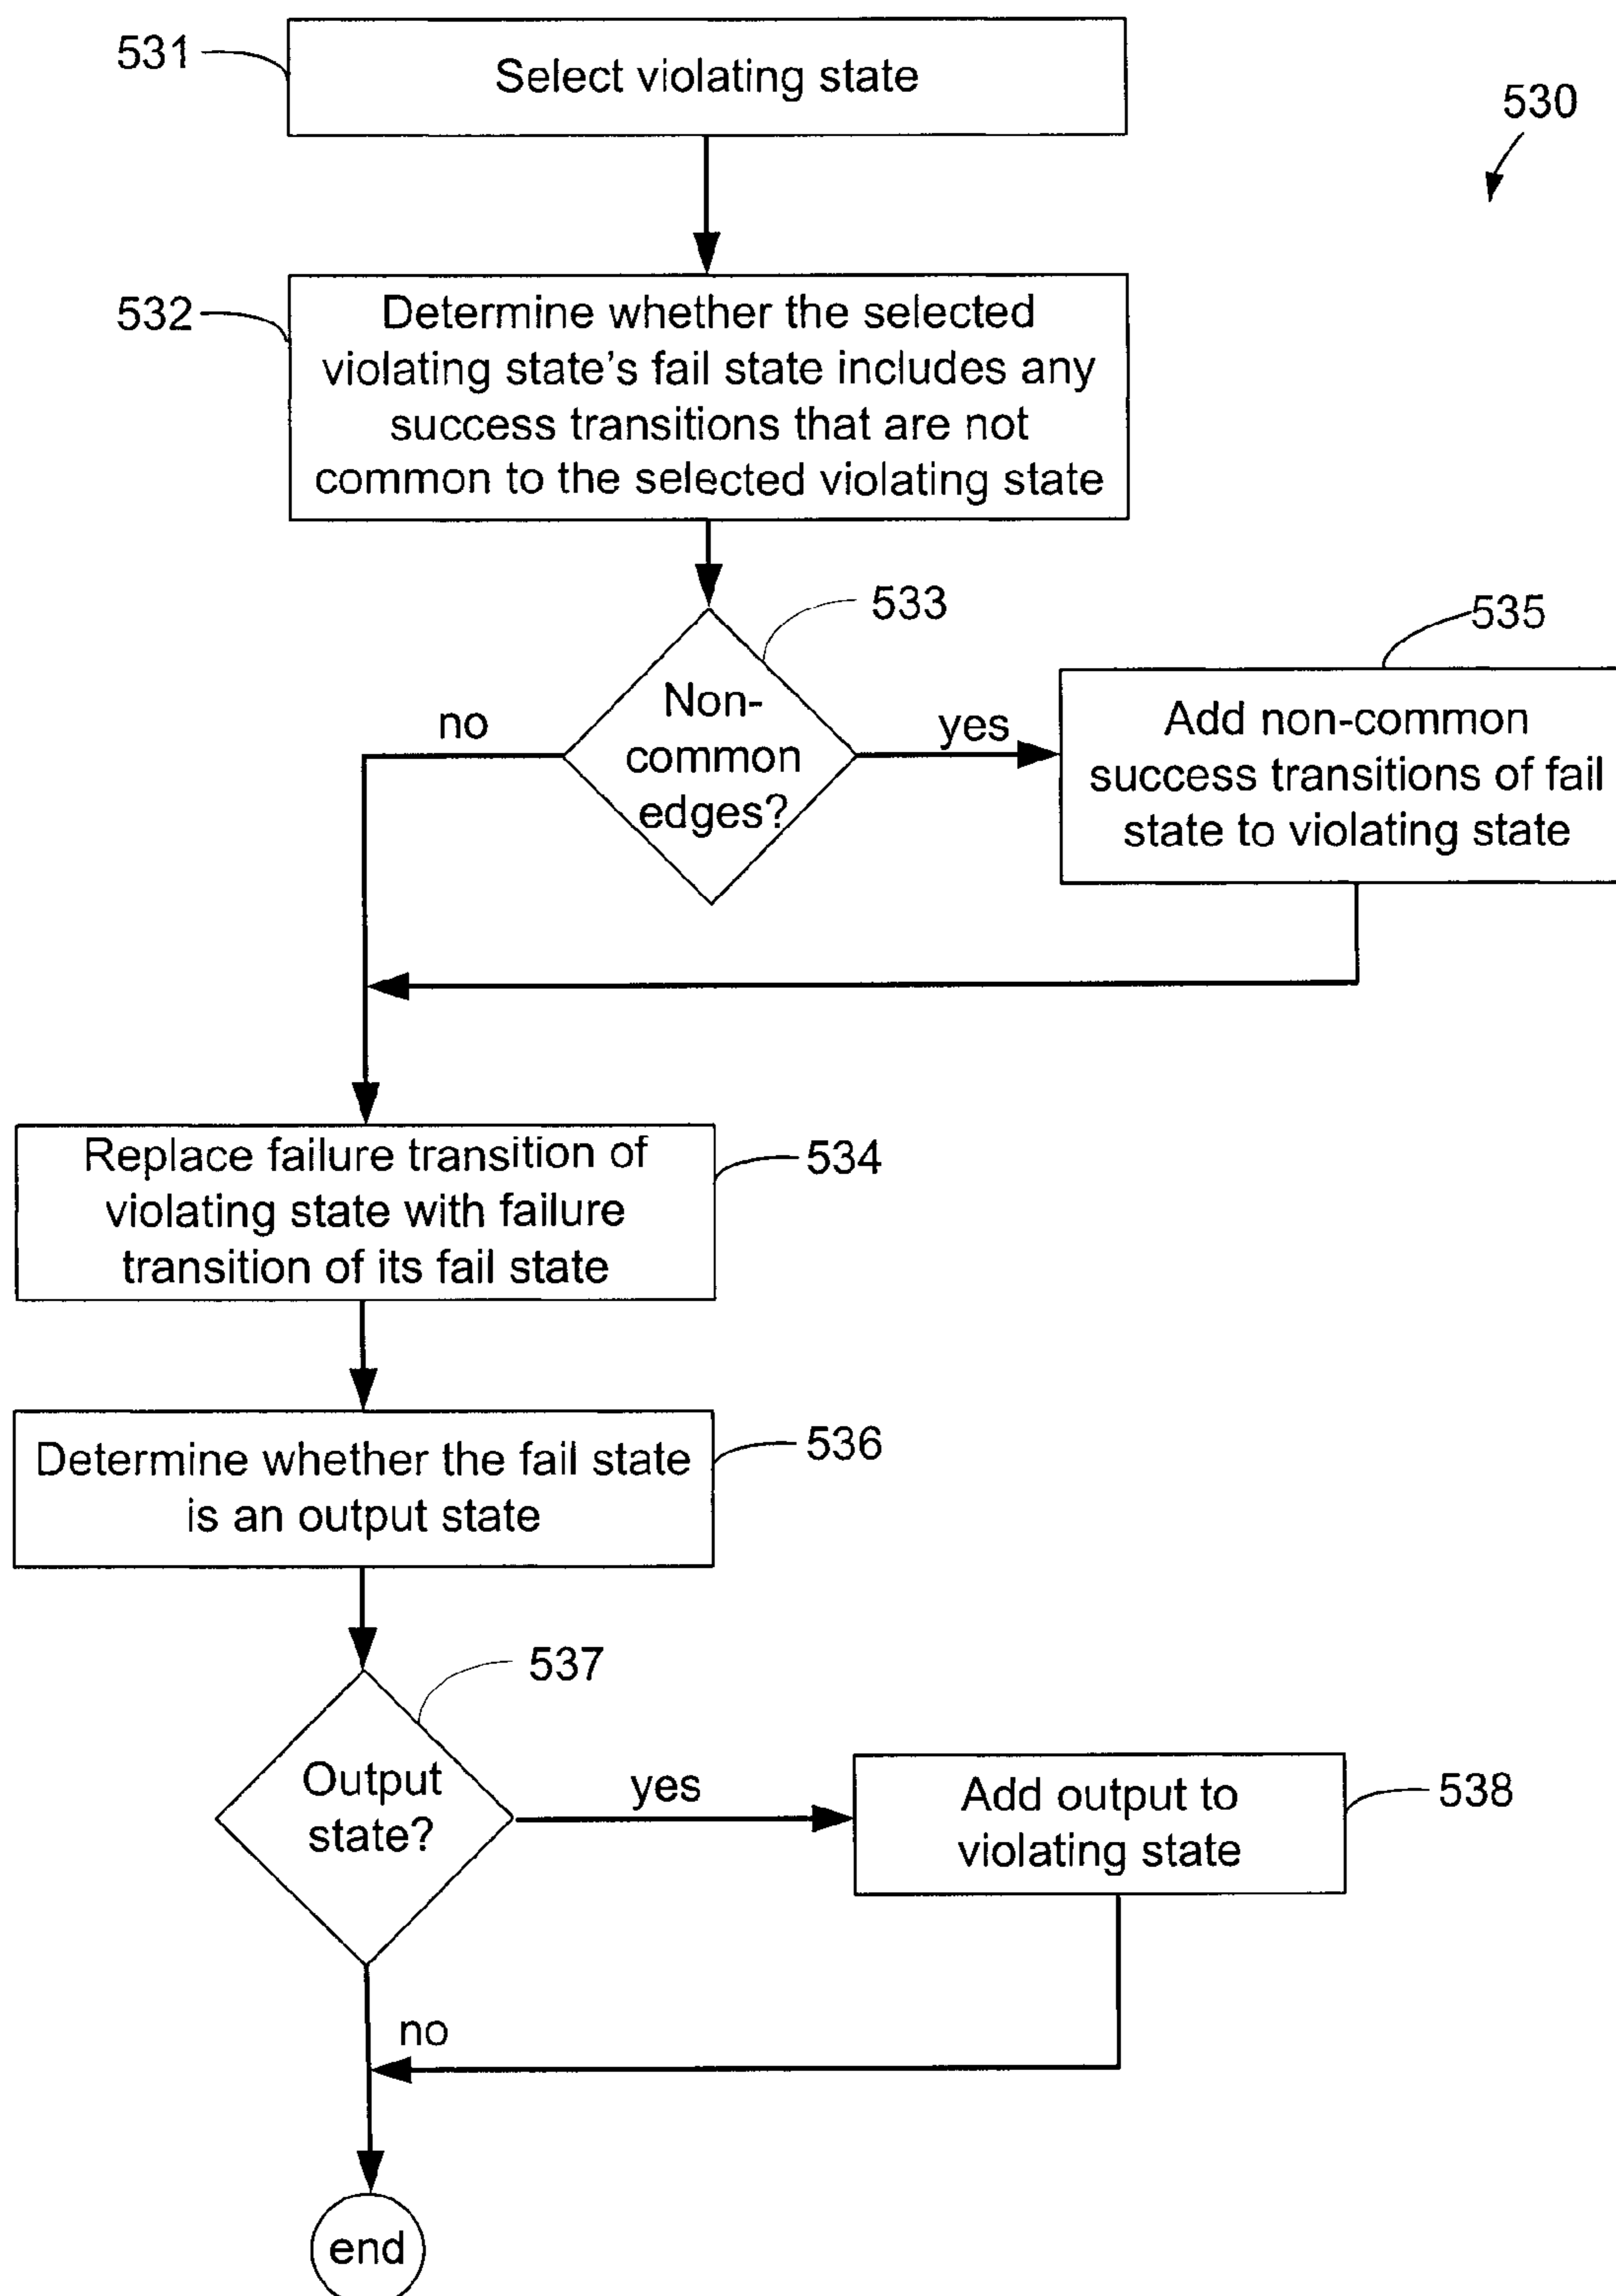 531
Select violating state
530
532
Determine whether the selected
violating state's fail state includes any
success transitions that are not
common to the selected violating state
533
535
no
Non-
common
edges?
yes
Add non-common
success transitions of fail
state to violating state
Replace failure transition of
violating state with failure
transition of its fail state
534
Determine whether the fail state
is an output state
536
537
Output
state?
yes
Add output to
violating state
538
no
end